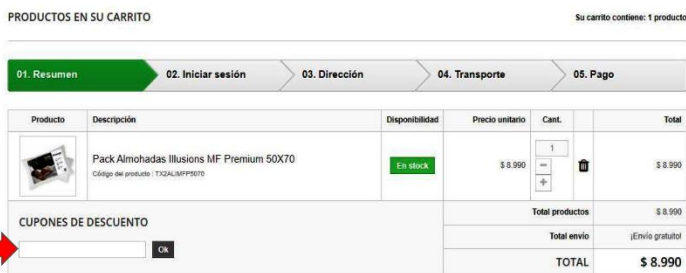 PRODUCTOS EN SU CARRITO
Su carrito contiene: 1 producto
01. Resumen
02. Iniciar sesión
03. Dirección
04. Transporte
05. Pago
Producto Descripción Disponibilidad Precio unitario Cant. Total
Pack Almohadas Illusions MF Premium 50X70
Código del producto : TX2ALIMFP5070
En stock
$ 8.990
1
$ 8.990
CUPONES DE DESCUENTO
Ok
Total productos $ 8.990
Total envío ¡Envío gratuito!
TOTAL $ 8.990